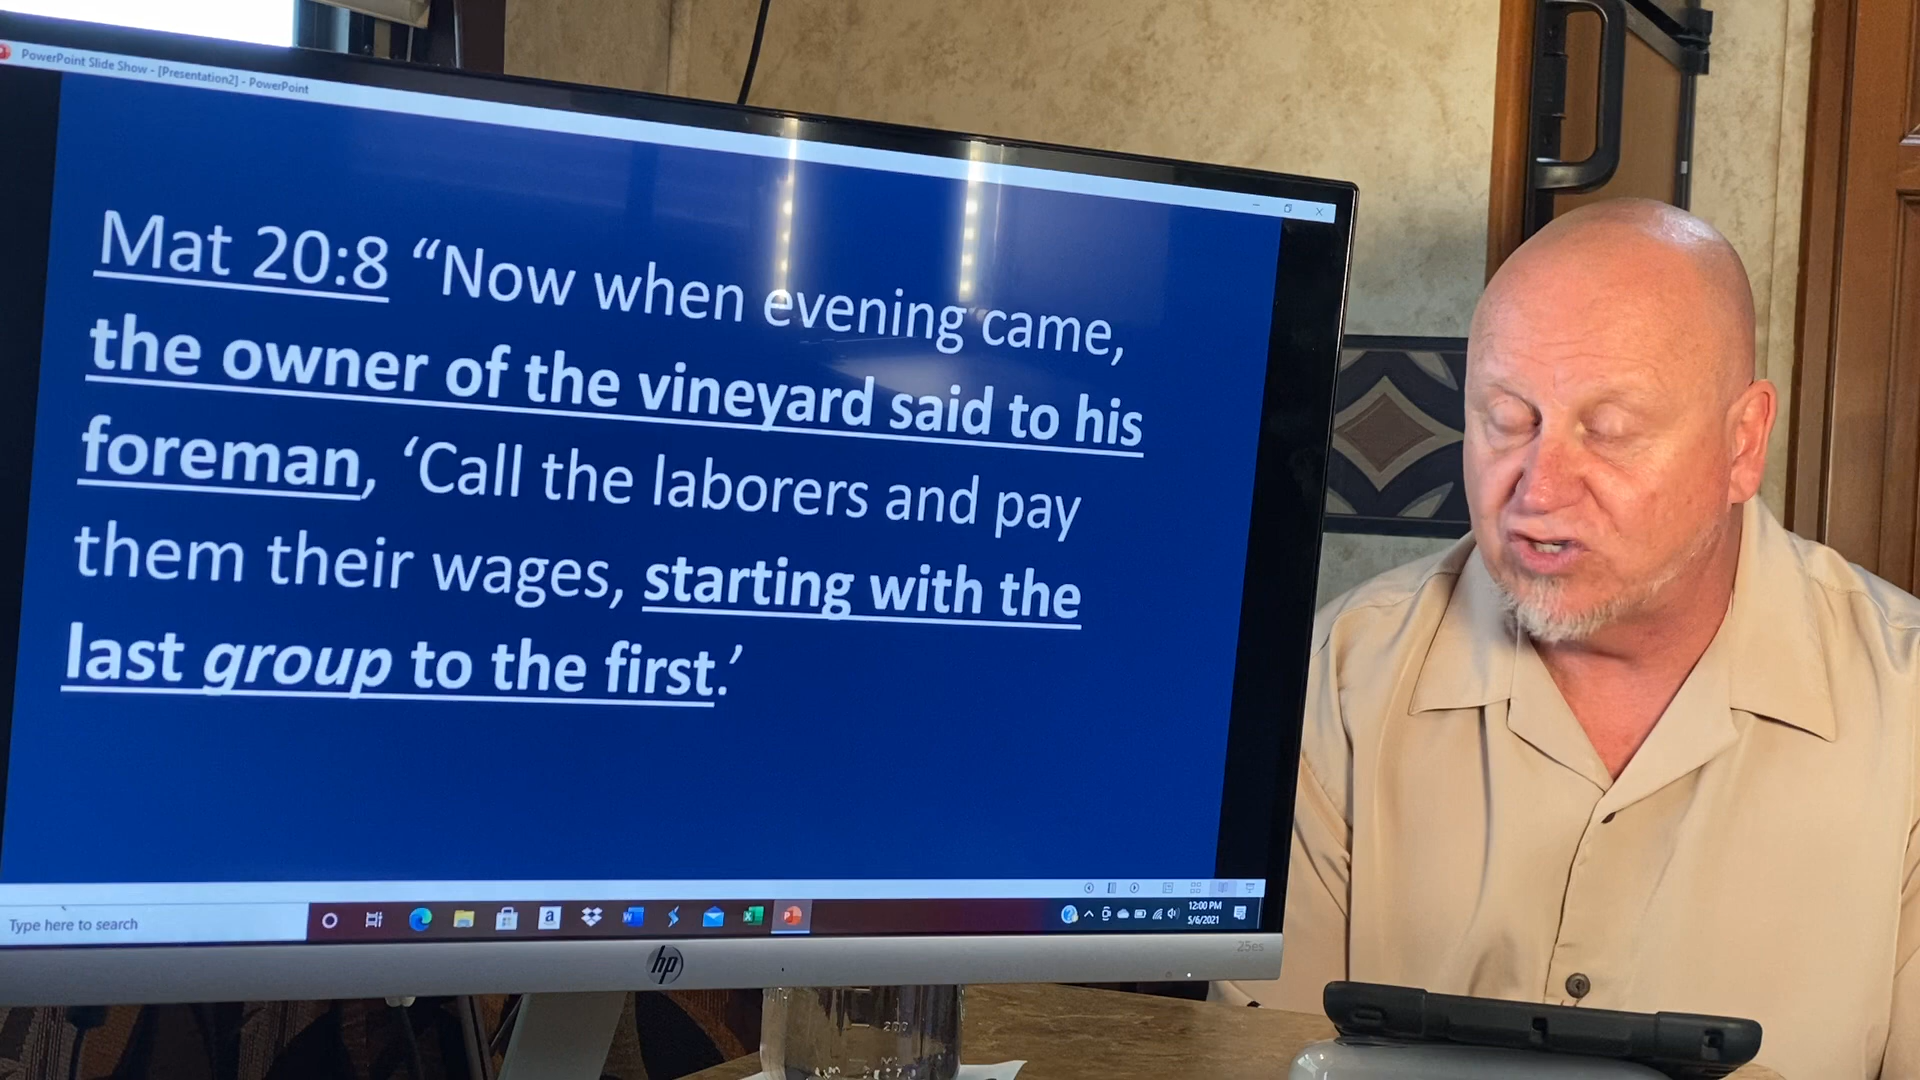 PowerPoint Slide Show - [Presentation2] - PowerPoint
Mat 20:8 “Now when evening came,
the owner of the vineyard said to his
foreman, ‘Call the laborers and pay
them their wages, starting with the
last group to the first.’
Type here to search
12:00 PM
5/6/2021
hp
25es
200